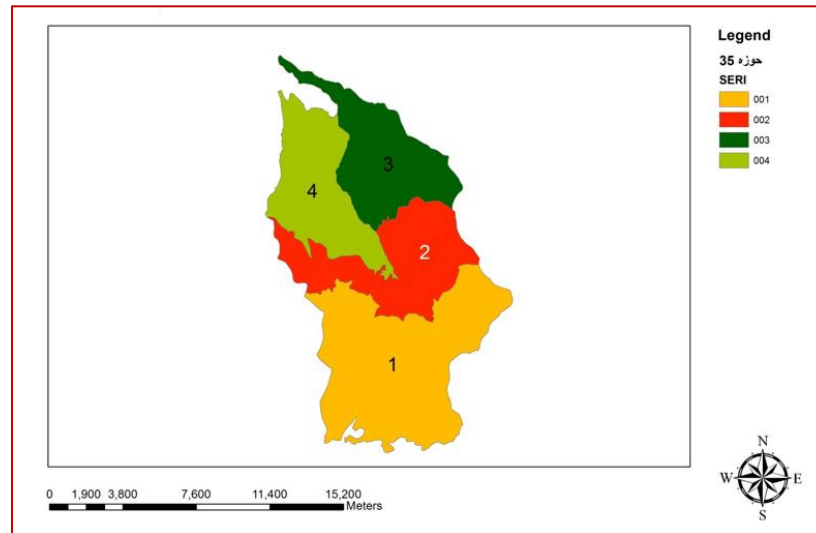 Legend
حوزه 35
SERI
001
002
003
004
3
4
2
1
N
W E
S
0 1,900 3,800 7,600 11,400 15,200
Meters